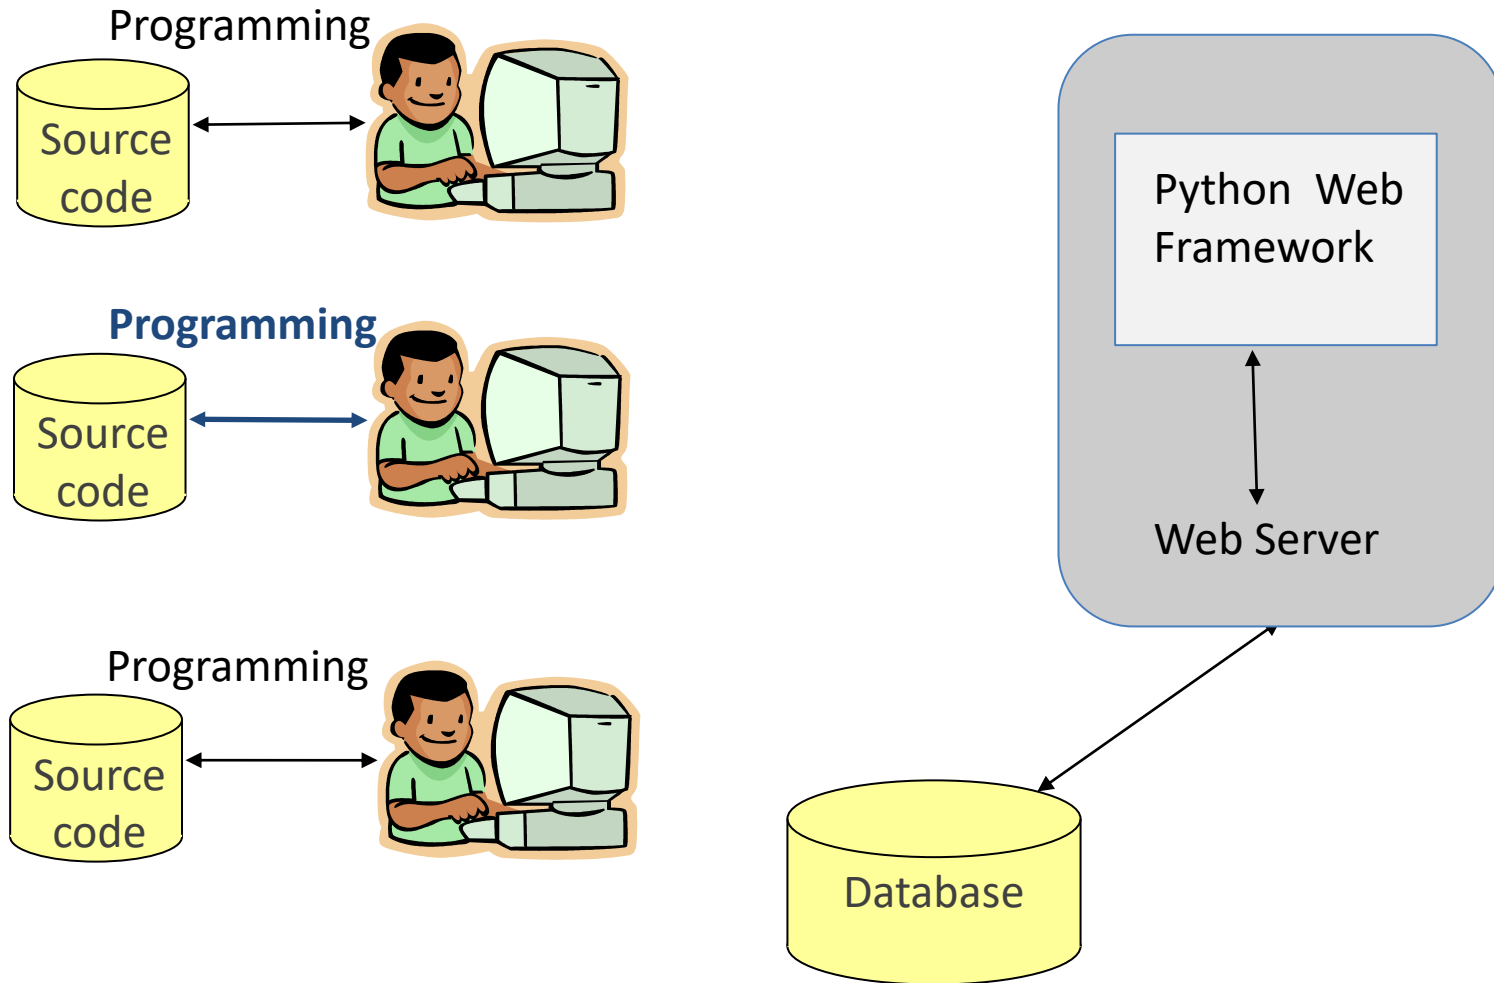 Programming
Source
code
Programming
Source
code
Programming
Source
code
Python Web
Framework
Web Server
Database